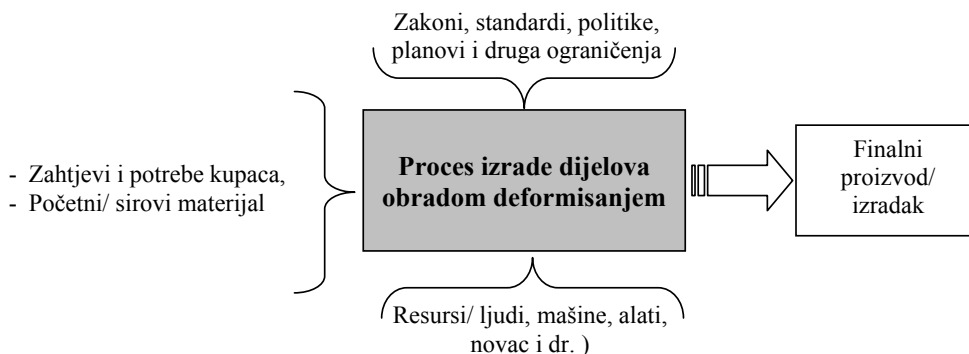 Zakoni, standardi, politike,
planovi i druga ograničenja
- Zahtjevi i potrebe kupaca,
- Početni/ sirovi materijal
Proces izrade dijelova
obradom deformisanjem
Finalni
proizvod/
izradak
Resursi/ ljudi, mašine, alati,
novac i dr. )